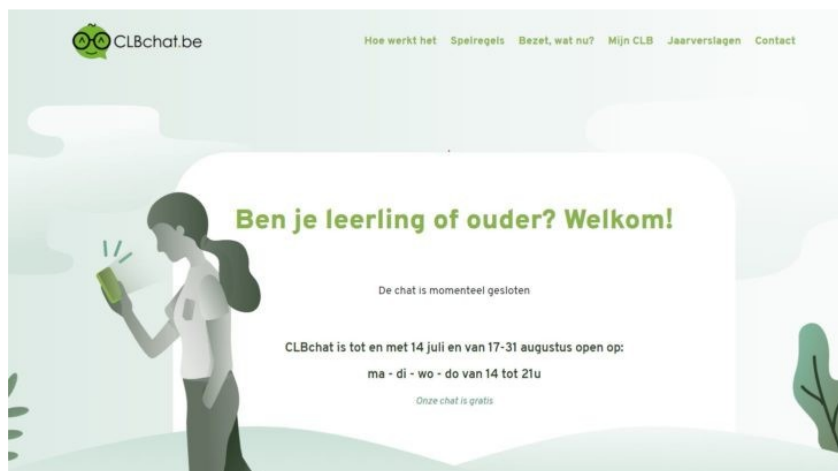 CLBchat.be
Hoe werkt het Spelregels Bezet, wat nu? Mijn CLB Jaarverslagen Contact
Ben je leerling of ouder? Welkom!
De chat is momenteel gesloten
CLBchat is tot en met 14 juli en van 17-31 augustus open op:
ma - di - wo - do van 14 tot 21u
Onze chat is gratis